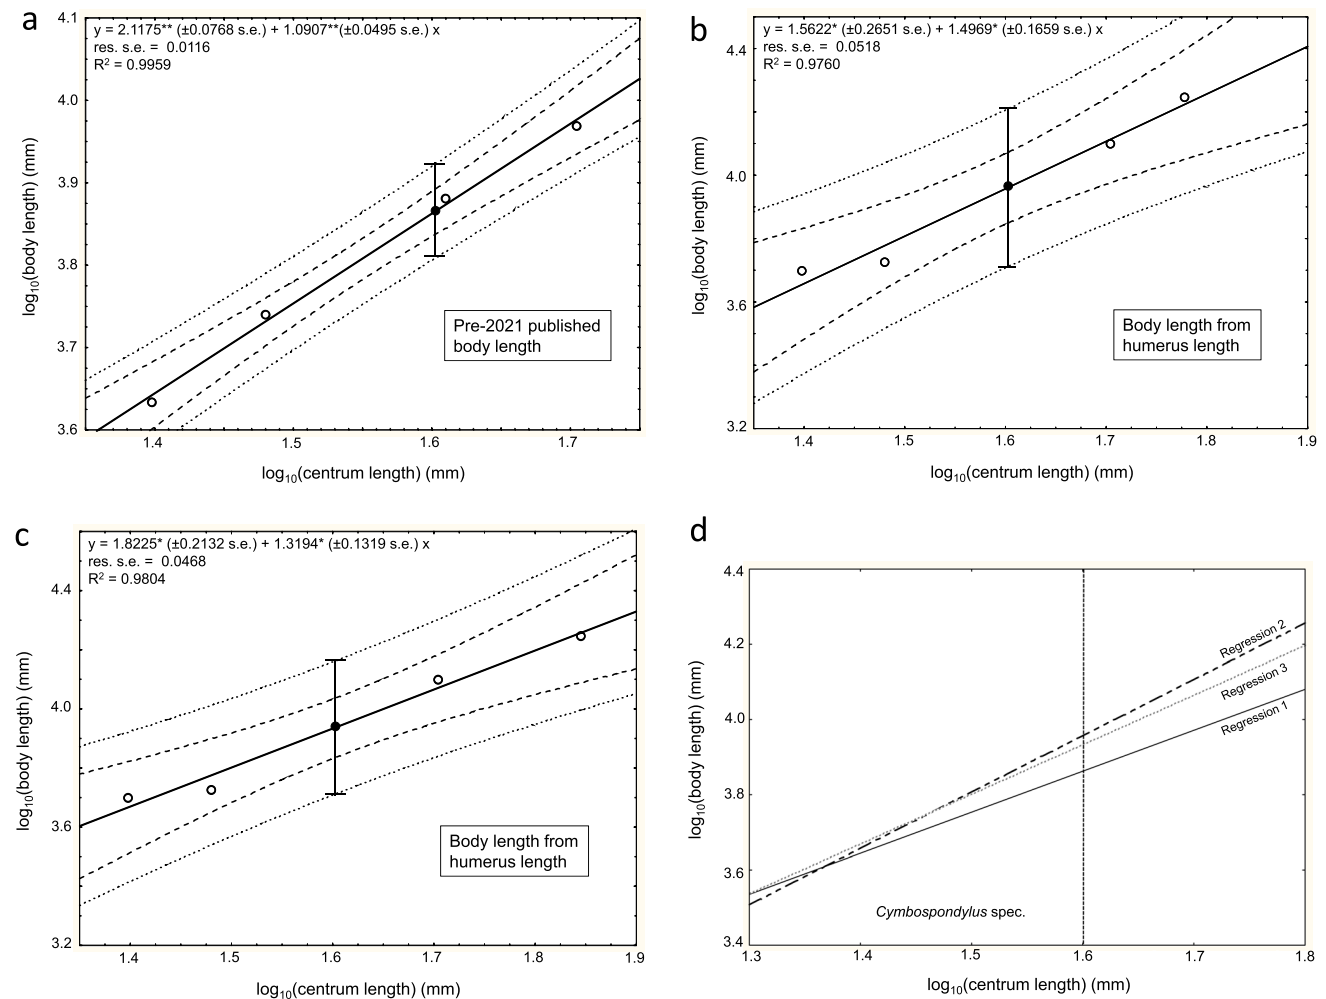 a
y = 2.1175** (±0.0768 s.e.) + 1.0907**(±0.0495 s.e.) x
res. s.e. = 0.0116
R2 = 0.9959
4.1
4.0
3.9
3.8
3.7
3.6
log10(body length) (mm)
Pre-2021 published
body length
1.4 1.5 1.6 1.7
log10(centrum length) (mm)
b
y = 1.5622* (±0.2651 s.e.) + 1.4969* (±0.1659 s.e.) x
res. s.e. = 0.0518
R2 = 0.9760
4.4
4.0
3.6
3.2
log10(body length) (mm)
Body length from
humerus length
1.4 1.5 1.6 1.7 1.8 1.9
log10(centrum length) (mm)
c
y = 1.8225* (±0.2132 s.e.) + 1.3194* (±0.1319 s.e.) x
res. s.e. = 0.0468
R2 = 0.9804
4.4
4.0
3.6
3.2
log10(body length) (mm)
Body length from
humerus length
1.4 1.5 1.6 1.7 1.8 1.9
log10(centrum length) (mm)
d
4.4
4.2
4.0
3.8
3.6
3.4
log10(body length) (mm)
Regression 2
Regression 3
Regression 1
Cymbospondylus spec.
1.3 1.4 1.5 1.6 1.7 1.8
log10(centrum length) (mm)